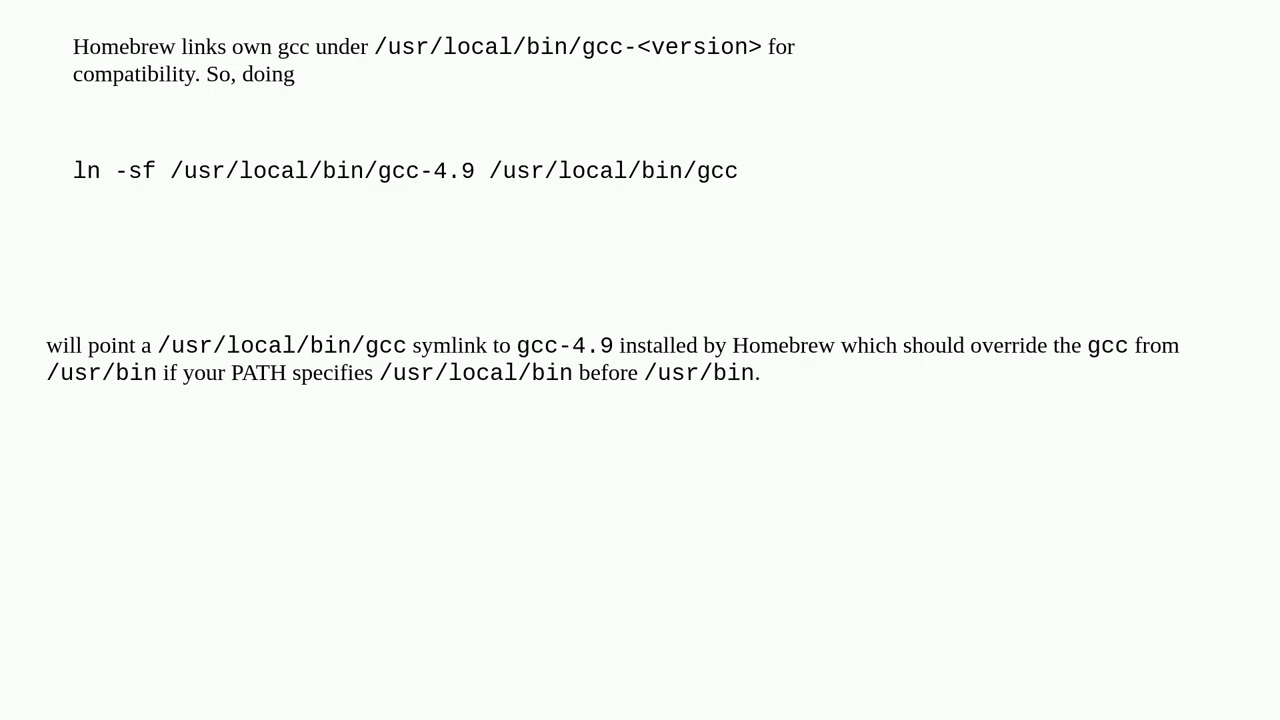 Homebrew links own gcc under /usr/local/bin/gcc-<version> for
compatibility. So, doing
ln -sf /usr/local/bin/gcc-4.9 /usr/local/bin/gcc
will point a /usr/local/bin/gcc symlink to gcc-4.9 installed by Homebrew which should override the gcc from
/usr/bin if your PATH specifies /usr/local/bin before /usr/bin.